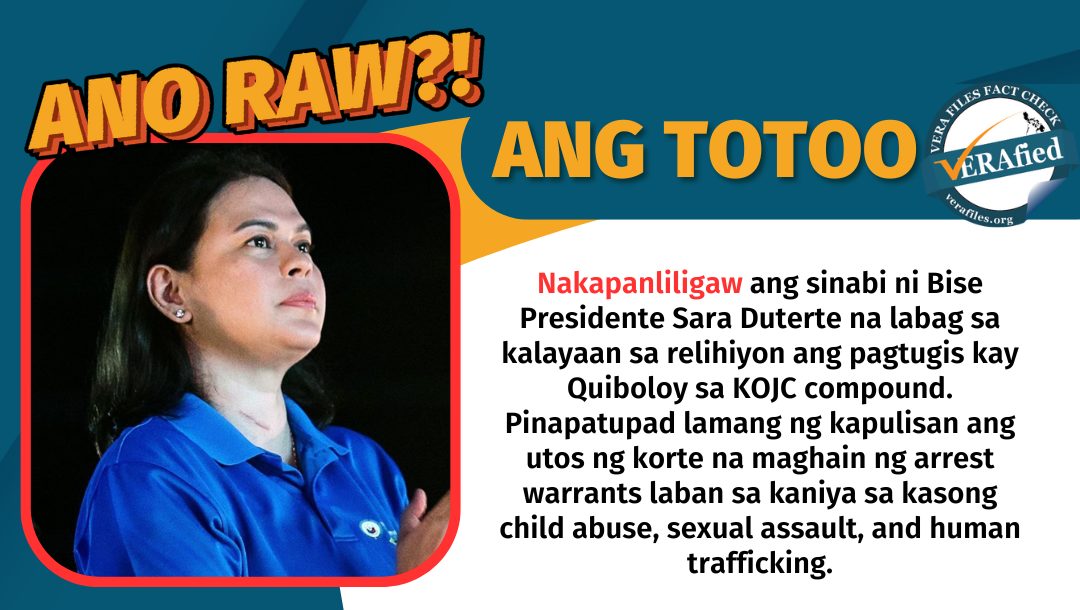 ANO RAW?!
ANG TOTOO
VERA FILES FACT CHECK
VERAfied
verafiles.org
Nakapanliligaw ang sinabi ni Bise
Presidente Sara Duterte na labag sa
kalayaan sa relihiyon ang pagtugis kay
Quiboloy sa KOJC compound.
Pinapatupad lamang ng kapulisan ang
utos ng korte na maghain ng arrest
warrants laban sa kaniya sa kasong
child abuse, sexual assault, and human
trafficking.